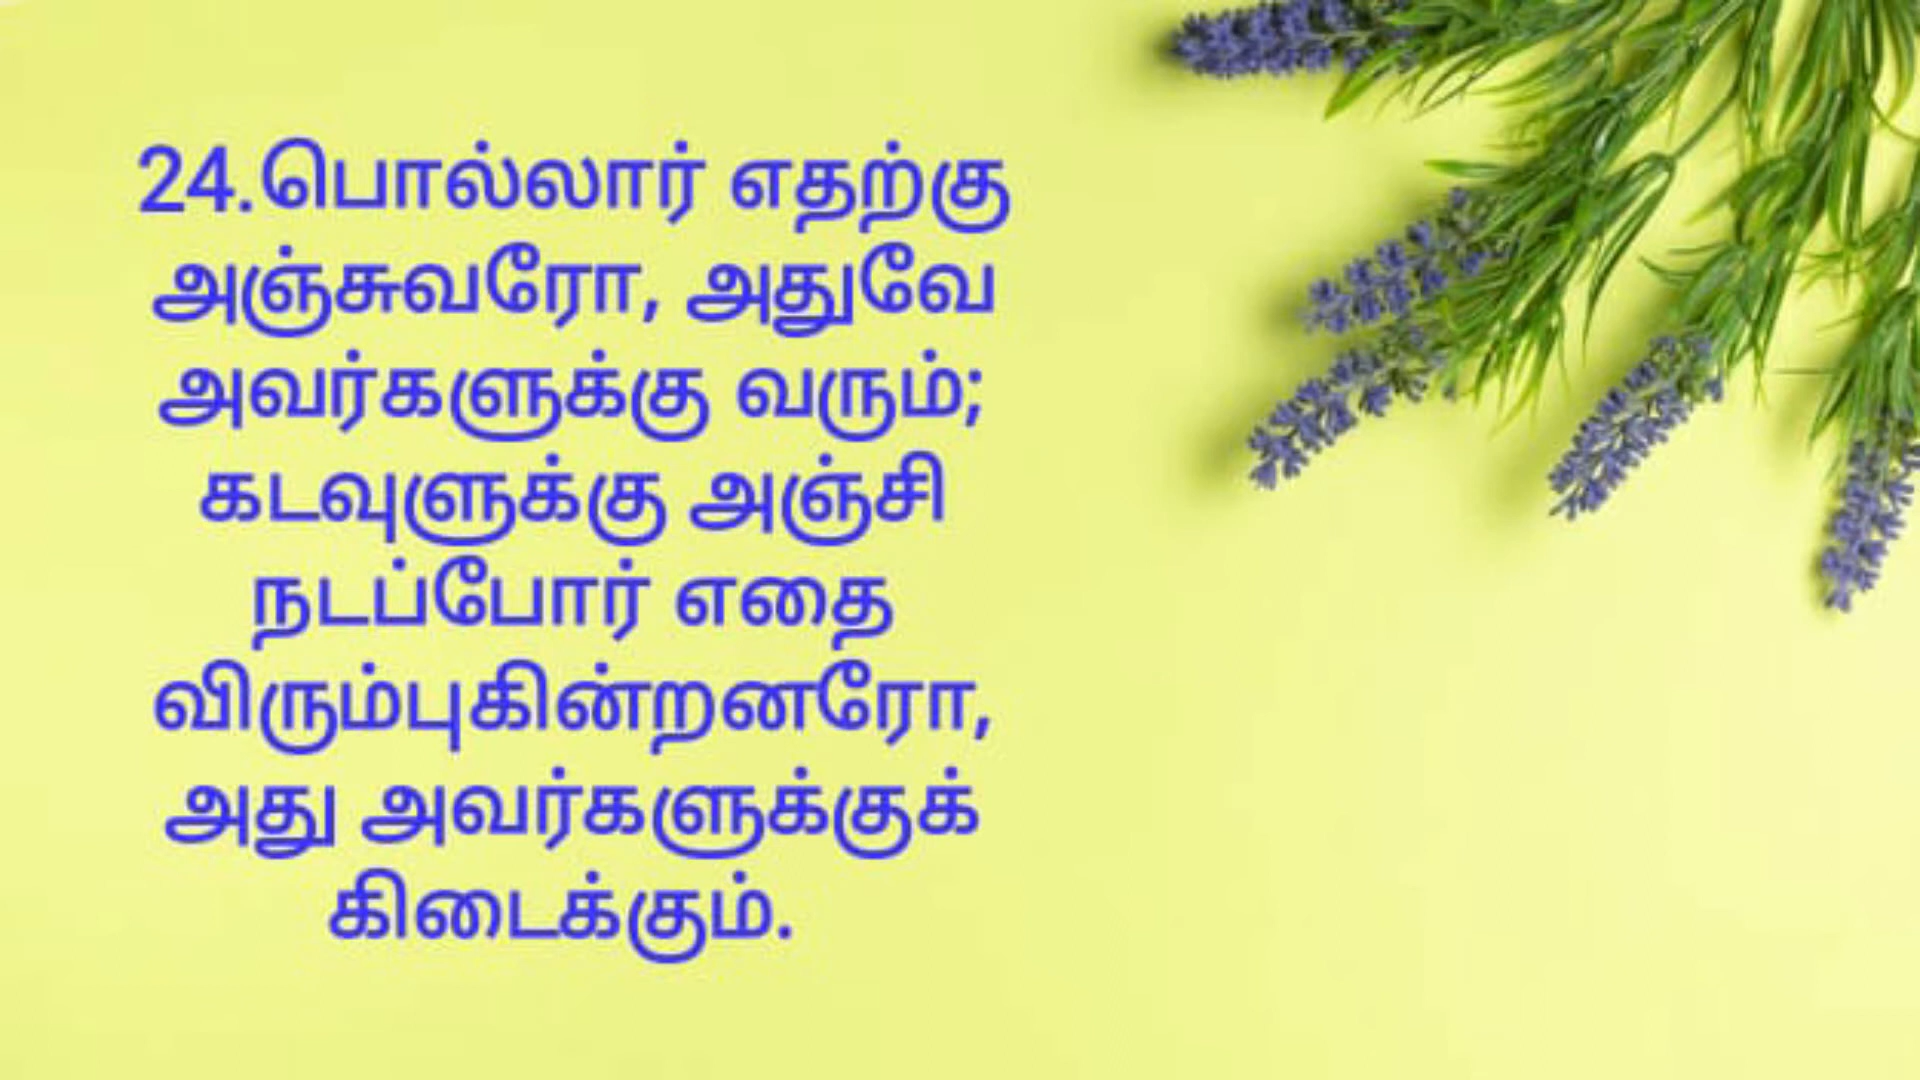 24.பொல்லார் எதற்கு
அஞ்சுவரோ, அதுவே
அவர்களுக்கு வரும்;
கடவுளுக்கு அஞ்சி
நடப்போர் எதை
விரும்புகின்றனரோ,
அது அவர்களுக்குக்
கிடைக்கும்.